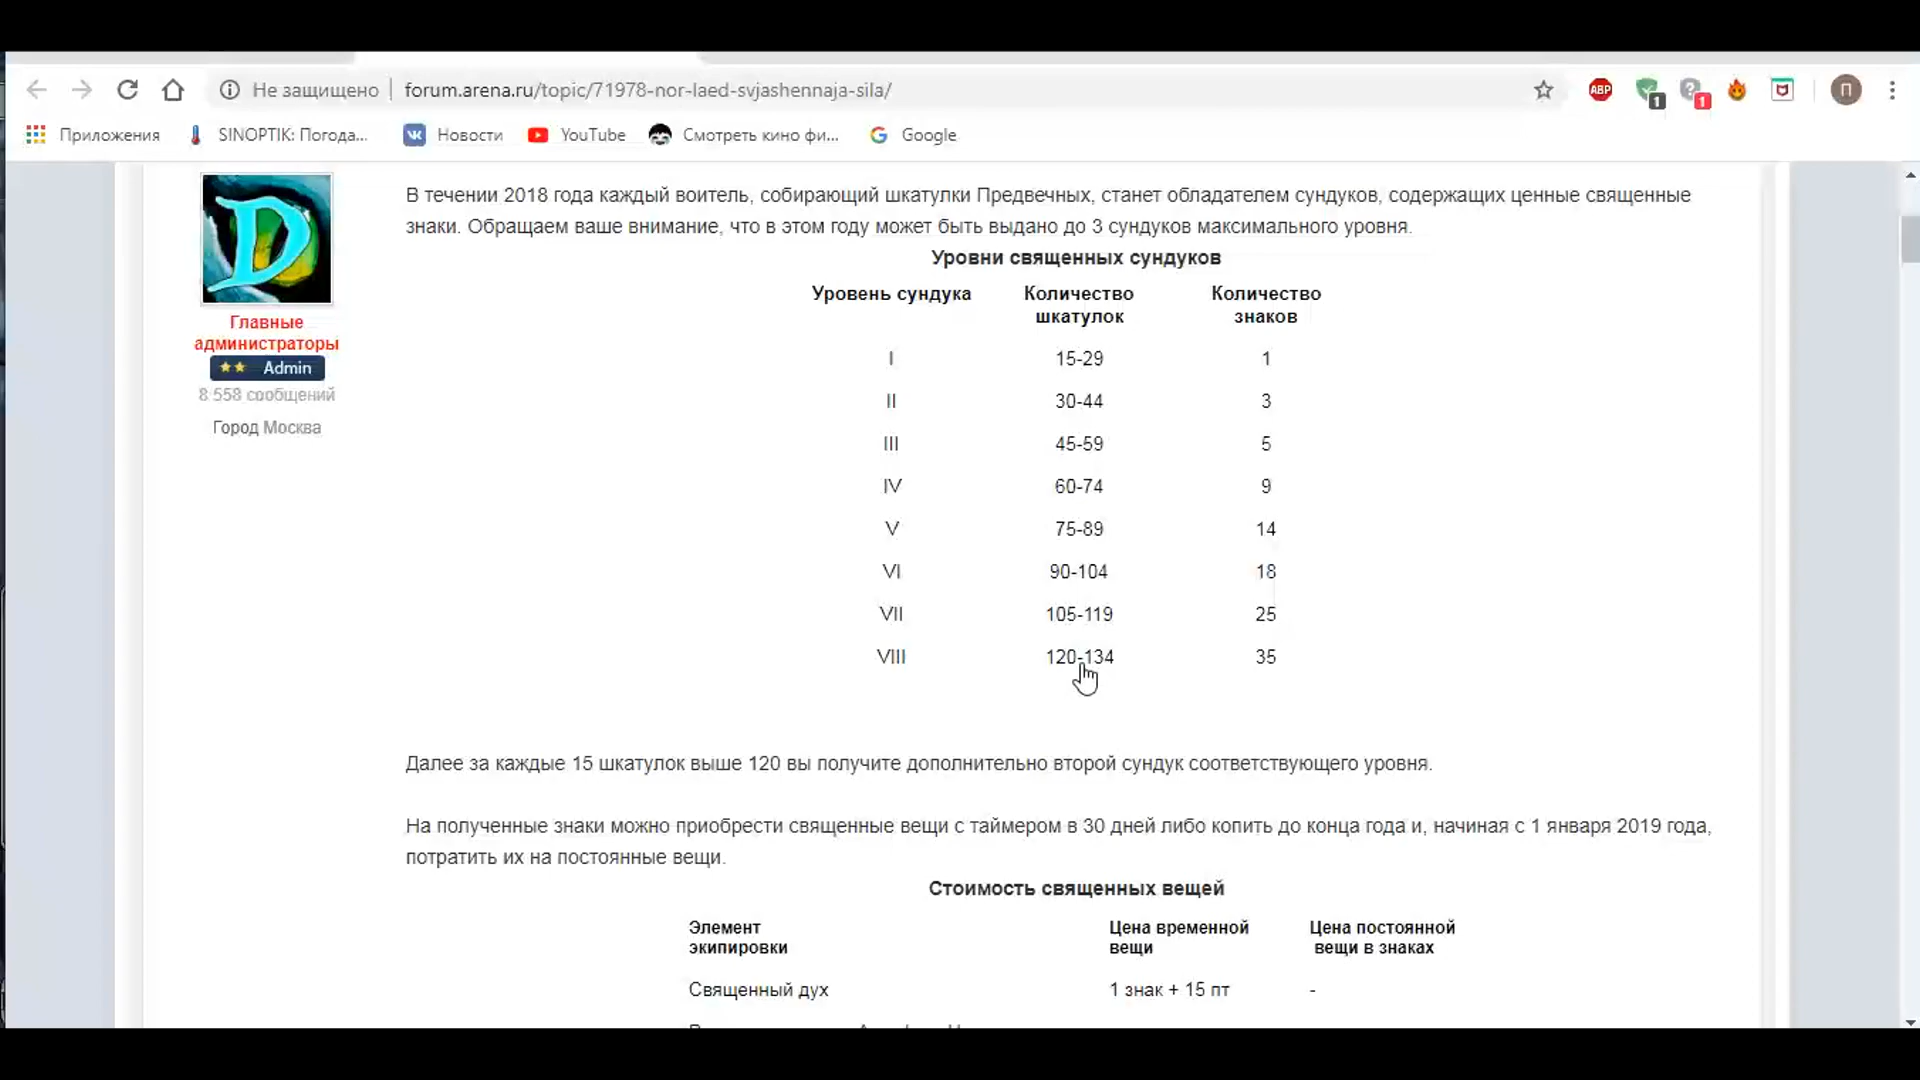 Не защищено
forum.arena.ru/topic/71978-nor-laed-svjashennaja-sila/
ABP
1
1
П
Приложения
SINOPTIK: Погода...
Новости
YouTube
Смотреть кино фи...
Google
D
Главные
администраторы
Admin
8 558 сообщений
Город Москва
В течении 2018 года каждый воитель, собирающий шкатулки Предвечных, станет обладателем сундуков, содержащих ценные священные
знаки. Обращаем ваше внимание, что в этом году может быть выдано до 3 сундуков максимального уровня.
Уровни священных сундуков
Уровень сундука Количество шкатулок Количество знаков
I 15-29 1
II 30-44 3
III 45-59 5
IV 60-74 9
V 75-89 14
VI 90-104 18
VII 105-119 25
VIII 120-134 35
Далее за каждые 15 шкатулок выше 120 вы получите дополнительно второй сундук соответствующего уровня.
На полученные знаки можно приобрести священные вещи с таймером в 30 дней либо копить до конца года и, начиная с 1 января 2019 года,
потратить их на постоянные вещи.
Стоимость священных вещей
Элемент экипировки Цена временной вещи Цена постоянной вещи в знаках
Священный дух 1 знак + 15 пт -